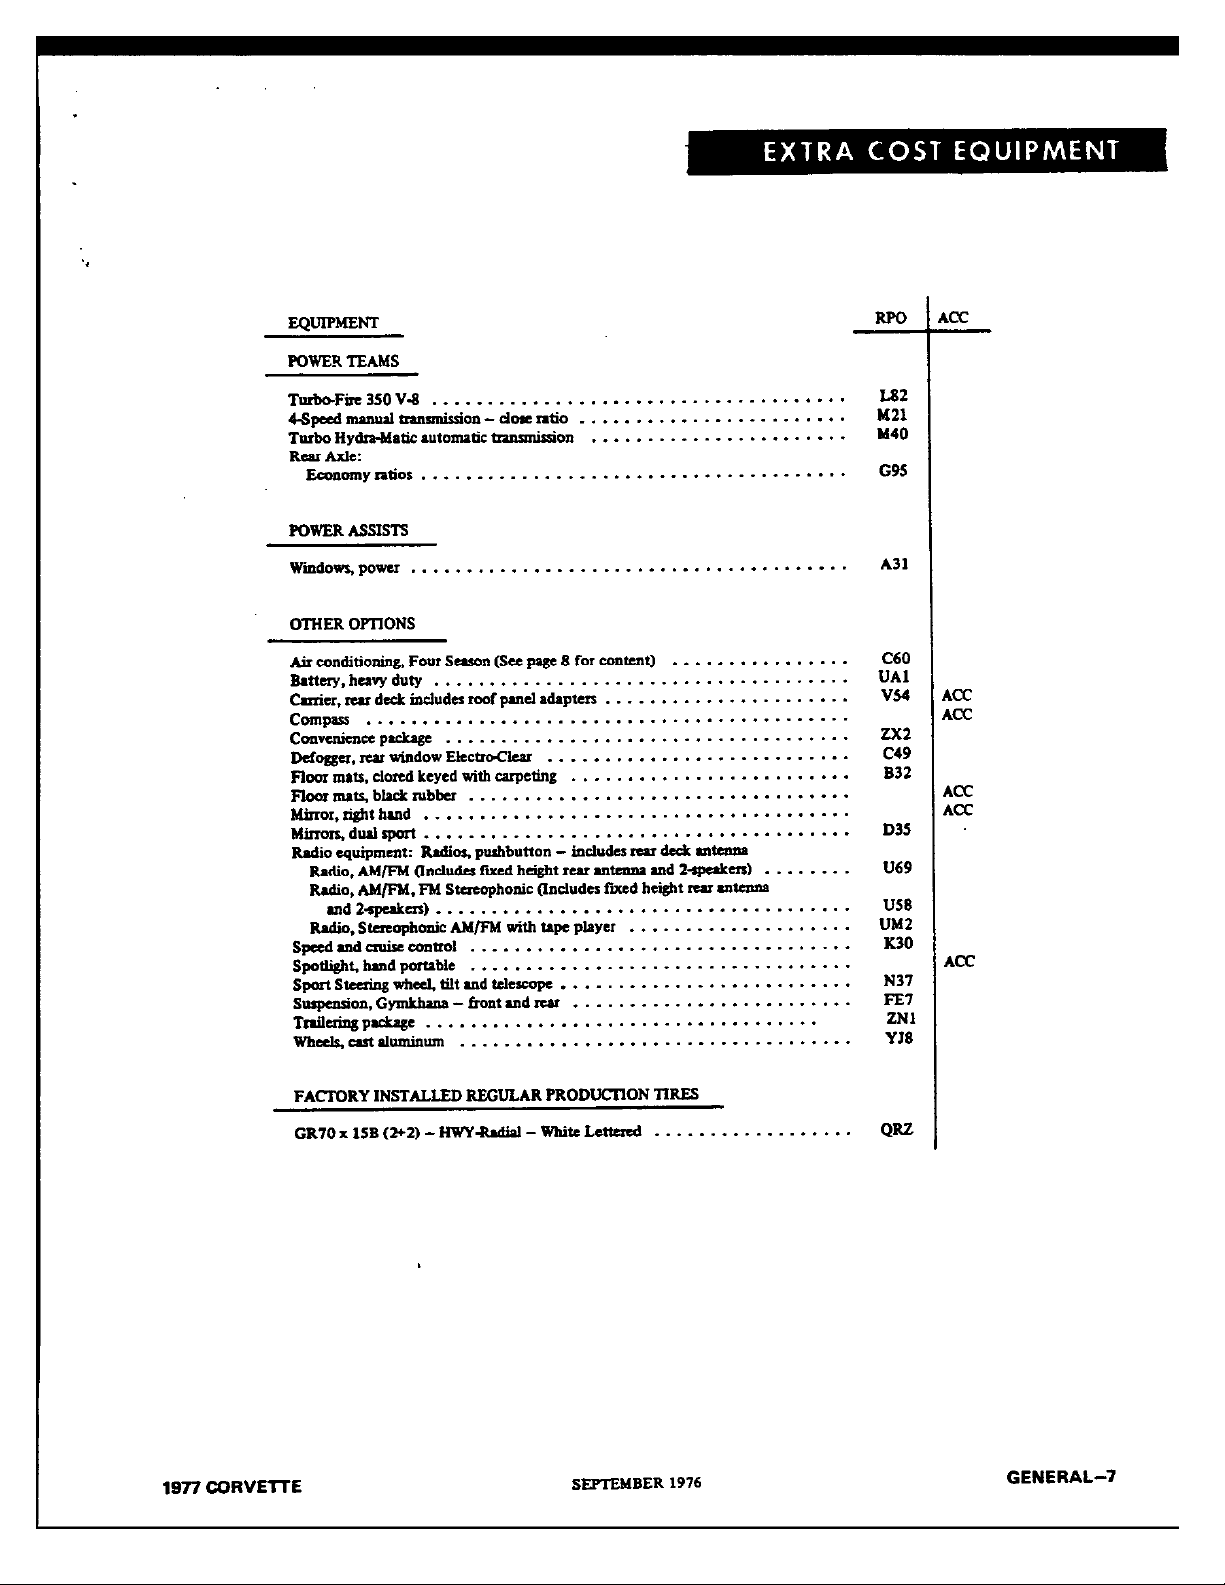 EXTRA COST EQUIPMENT
EQUIPMENT RPO ACC
POWER TEAMS
Turbo-Fire 350 V-8 . . . . . . . . . . . . . . . . . . . . . . . . . . . . . . . . . . . . . L82
4-Speed manual transmission – close ratio . . . . . . . . . . . . . . . . . . . . . . . . M21
Turbo Hydra-Matic automatic transmission . . . . . . . . . . . . . . . . . . . . . . . M40
Rear Axle:
Economy ratios . . . . . . . . . . . . . . . . . . . . . . . . . . . . . . . . . . . . . . G95
POWER ASSISTS
Windows, power . . . . . . . . . . . . . . . . . . . . . . . . . . . . . . . . . . . . . . . A31
OTHER OPTIONS
Air conditioning, Four Season (See page 8 for content) . . . . . . . . . . . . . . . . C60
Battery, heavy duty . . . . . . . . . . . . . . . . . . . . . . . . . . . . . . . . . . . . . UA1
Carrier, rear deck includes roof panel adapters . . . . . . . . . . . . . . . . . . . . . . V54 ACC
Compass . . . . . . . . . . . . . . . . . . . . . . . . . . . . . . . . . . . . . . . . . . . ACC
Convenience package . . . . . . . . . . . . . . . . . . . . . . . . . . . . . . . . . . . . ZX2
Defogger, rear window Electro-Clear . . . . . . . . . . . . . . . . . . . . . . . . . . . C49
Floor mats, clored keyed with carpeting . . . . . . . . . . . . . . . . . . . . . . . . . B32
Floor mats, black rubber . . . . . . . . . . . . . . . . . . . . . . . . . . . . . . . . . . ACC
Mirror, right hand . . . . . . . . . . . . . . . . . . . . . . . . . . . . . . . . . . . . . . ACC
Mirrors, dual sport . . . . . . . . . . . . . . . . . . . . . . . . . . . . . . . . . . . . . . D35
Radio equipment: Radios, pushbutton – includes rear deck antenna
Radio, AM/FM (Includes fixed height rear antenna and 2-speakers) . . . . . . . . U69
Radio, AM/FM, FM Stereophonic (Includes fixed height rear antenna
and 2-speakers) . . . . . . . . . . . . . . . . . . . . . . . . . . . . . . . . . . . . . U58
Radio, Stereophonic AM/FM with tape player . . . . . . . . . . . . . . . . . . . . UM2
Speed and cruise control . . . . . . . . . . . . . . . . . . . . . . . . . . . . . . . . . . K30
Spotlight, hand portable . . . . . . . . . . . . . . . . . . . . . . . . . . . . . . . . . . ACC
Sport Steering wheel, tilt and telescope . . . . . . . . . . . . . . . . . . . . . . . . . . N37
Suspension, Gymkhana – front and rear . . . . . . . . . . . . . . . . . . . . . . . . . FE7
Trailering package . . . . . . . . . . . . . . . . . . . . . . . . . . . . . . . . . . . ZN1
Wheels, cast aluminum . . . . . . . . . . . . . . . . . . . . . . . . . . . . . . . . . . . YJ8
FACTORY INSTALLED REGULAR PRODUCTION TIRES
GR70 x 15B (2+2) – HWY-Radial – White Lettered . . . . . . . . . . . . . . . . . . QRZ
1977 CORVETTE SEPTEMBER 1976 GENERAL–7